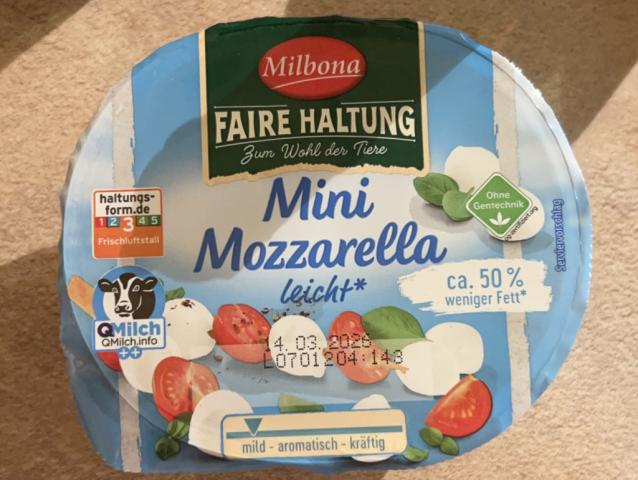 Milbona
FAIRE HALTUNG
Zum Wohl der Tiere
Mini
Mozzarella
leicht*
haltungs-
form.de
1 2 3 4 5
Frischluftstall
Ohne
Gentechnik
Serviervorschlag
ca. 50 %
weniger Fett*
QMilch
QMilch.info
++
14.03.2026
L0701204:143
mild - aromatisch - kräftig